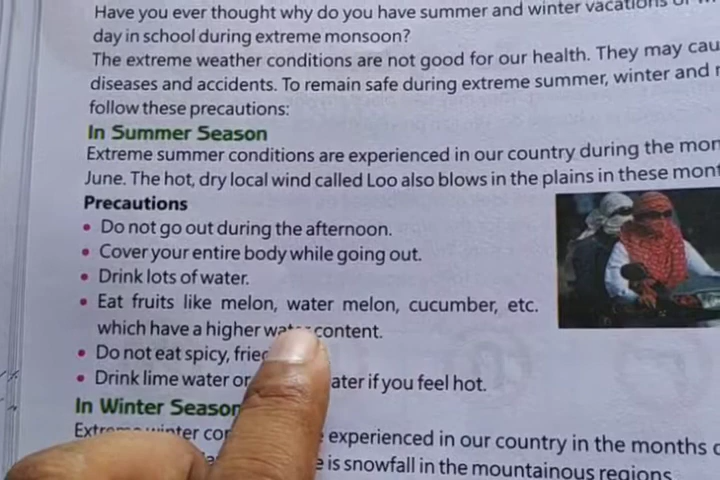 Have you ever thought why do you have summer and winter vacations or
day in school during extreme monsoon?
The extreme weather conditions are not good for our health. They may cau
diseases and accidents. To remain safe during extreme summer, winter and
follow these precautions:
In Summer Season
Extreme summer conditions are experienced in our country during the mon
June. The hot, dry local wind called Loo also blows in the plains in these mont
Precautions
• Do not go out during the afternoon.
• Cover your entire body while going out.
• Drink lots of water.
• Eat fruits like melon, water melon, cucumber, etc.
which have a higher water content.
• Do not eat spicy, fried
• Drink lime water or ater if you feel hot.
In Winter Season
Extreme winter con experienced in our country in the months o
is snowfall in the mountainous regions